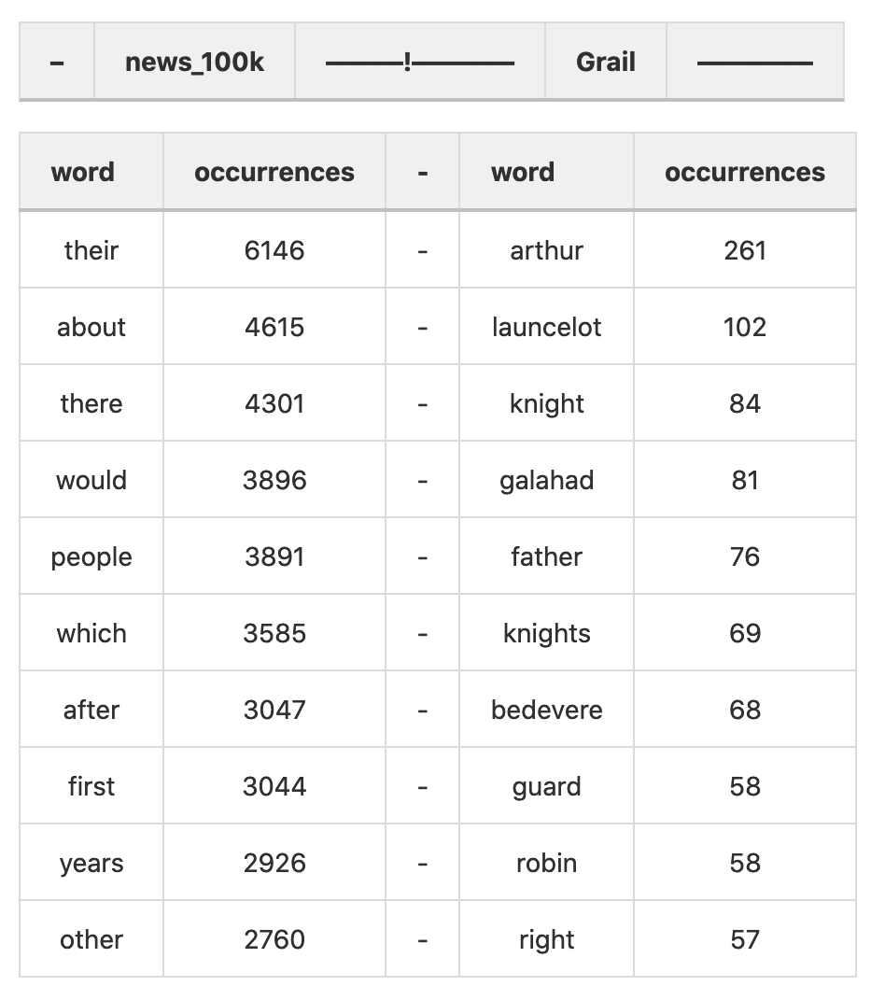 – news_100k ———!———— Grail ————–
word occurrences - word occurrences
their 6146 - arthur 261
about 4615 - launcelot 102
there 4301 - knight 84
would 3896 - galahad 81
people 3891 - father 76
which 3585 - knights 69
after 3047 - bedevere 68
first 3044 - guard 58
years 2926 - robin 58
other 2760 - right 57